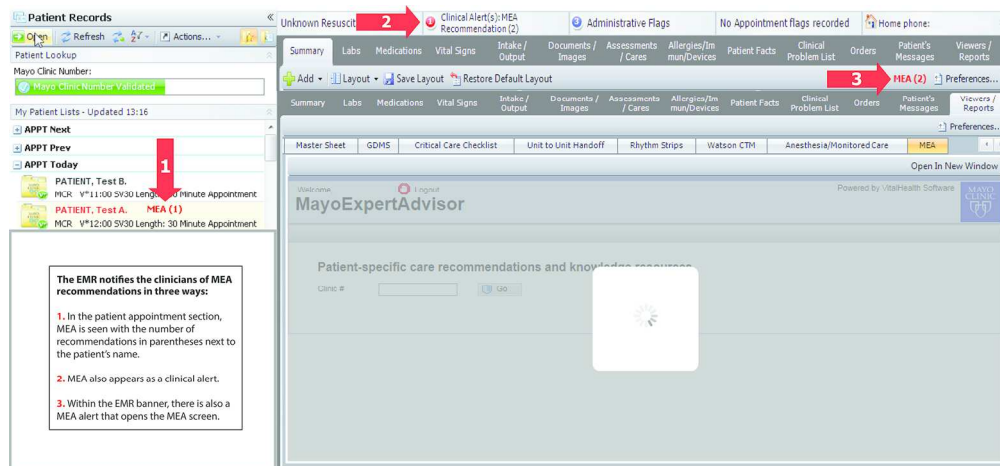 Patient Records
Open Refresh Actions...
Patient Lookup
Mayo Clinic Number:
Mayo Clinic Number Validated
My Patient Lists - Updated 13:16
APPT Next
APPT Prev
APPT Today
1
PATIENT, Test B.
MCR V*11:00 SV30 Length: 30 Minute Appointment
PATIENT, Test A. MEA (1)
MCR V*12:00 SV30 Length: 30 Minute Appointment
The EMR notifies the clinicians of MEA
recommendations in three ways:
1. In the patient appointment section,
MEA is seen with the number of
recommendations in parentheses next to
the patient's name.
2. MEA also appears as a clinical alert.
3. Within the EMR banner, there is also a
MEA alert that opens the MEA screen.
Unknown Resuscit
2
1 Clinical Alert(s): MEA
Recommendation (2)
3 Administrative Flags
No Appointment flags recorded
Home phone:
Summary Labs Medications Vital Signs Intake / Output Documents / Images Assessments / Cares Allergies/Im mun/Devices Patient Facts Clinical Problem List Orders Patient's Messages Viewers / Reports
Add Layout Save Layout Restore Default Layout
3
MEA (2) Preferences...
Summary Labs Medications Vital Signs Intake / Output Documents / Images Assessments / Cares Allergies/Im mun/Devices Patient Facts Clinical Problem List Orders Patient's Messages Viewers / Reports
Preferences...
Master Sheet GDMS Critical Care Checklist Unit to Unit Handoff Rhythm Strips Watson CTM Anesthesia/Monitored Care MEA
Open In New Window
Welcome Logout Powered by VitalHealth Software
MayoExpertAdvisor
MAYO
CLINIC
Patient-specific care recommendations and knowledge resources
Clinic # Go